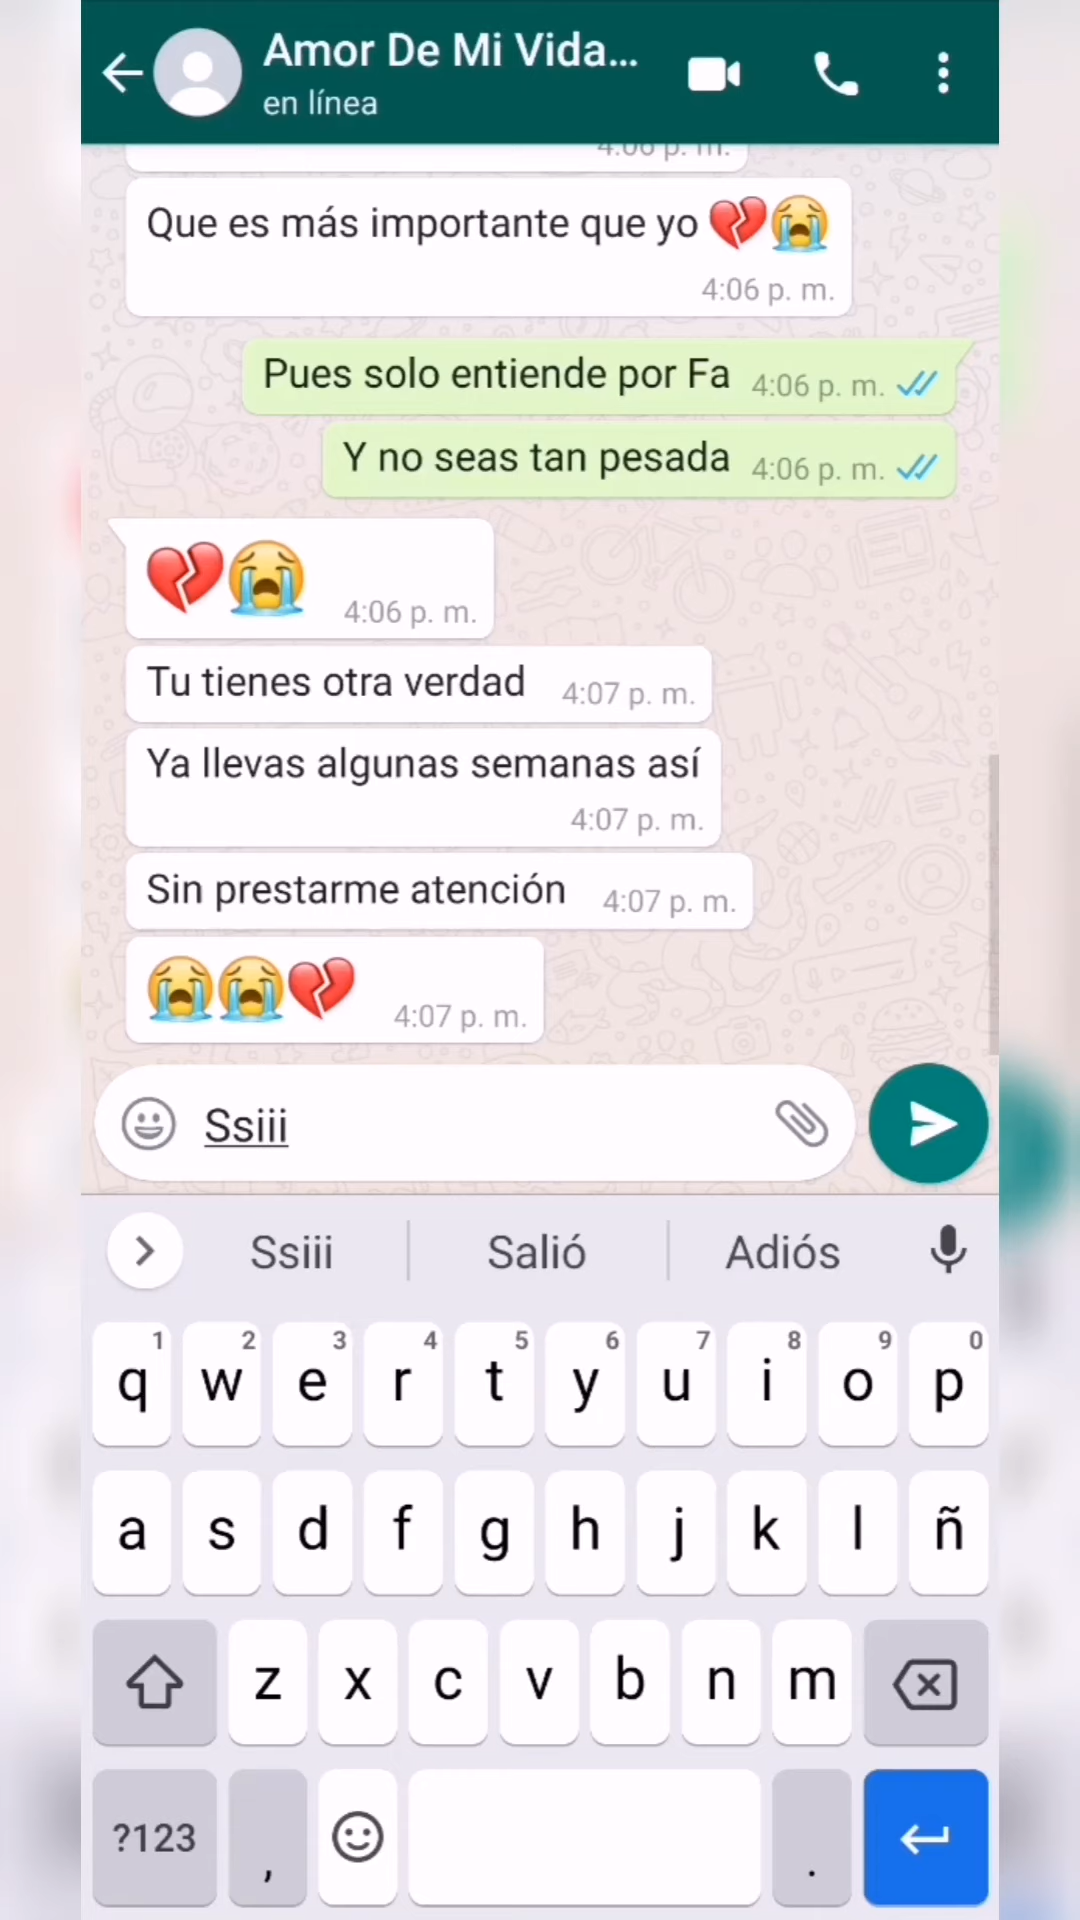 Amor De Mi Vida...
en línea
4:06 p. m.
Que es más importante que yo 💔😭
4:06 p. m.
Pues solo entiende por Fa 4:06 p. m.
Y no seas tan pesada 4:06 p. m.
💔😭 4:06 p. m.
Tu tienes otra verdad 4:07 p. m.
Ya llevas algunas semanas así
4:07 p. m.
Sin prestarme atención 4:07 p. m.
😭😭💔 4:07 p. m.
Ssiii
Ssiii Salió Adiós
1 2 3 4 5 6 7 8 9 0
q w e r t y u i o p
a s d f g h j k l ñ
z x c v b n m
?123 , .